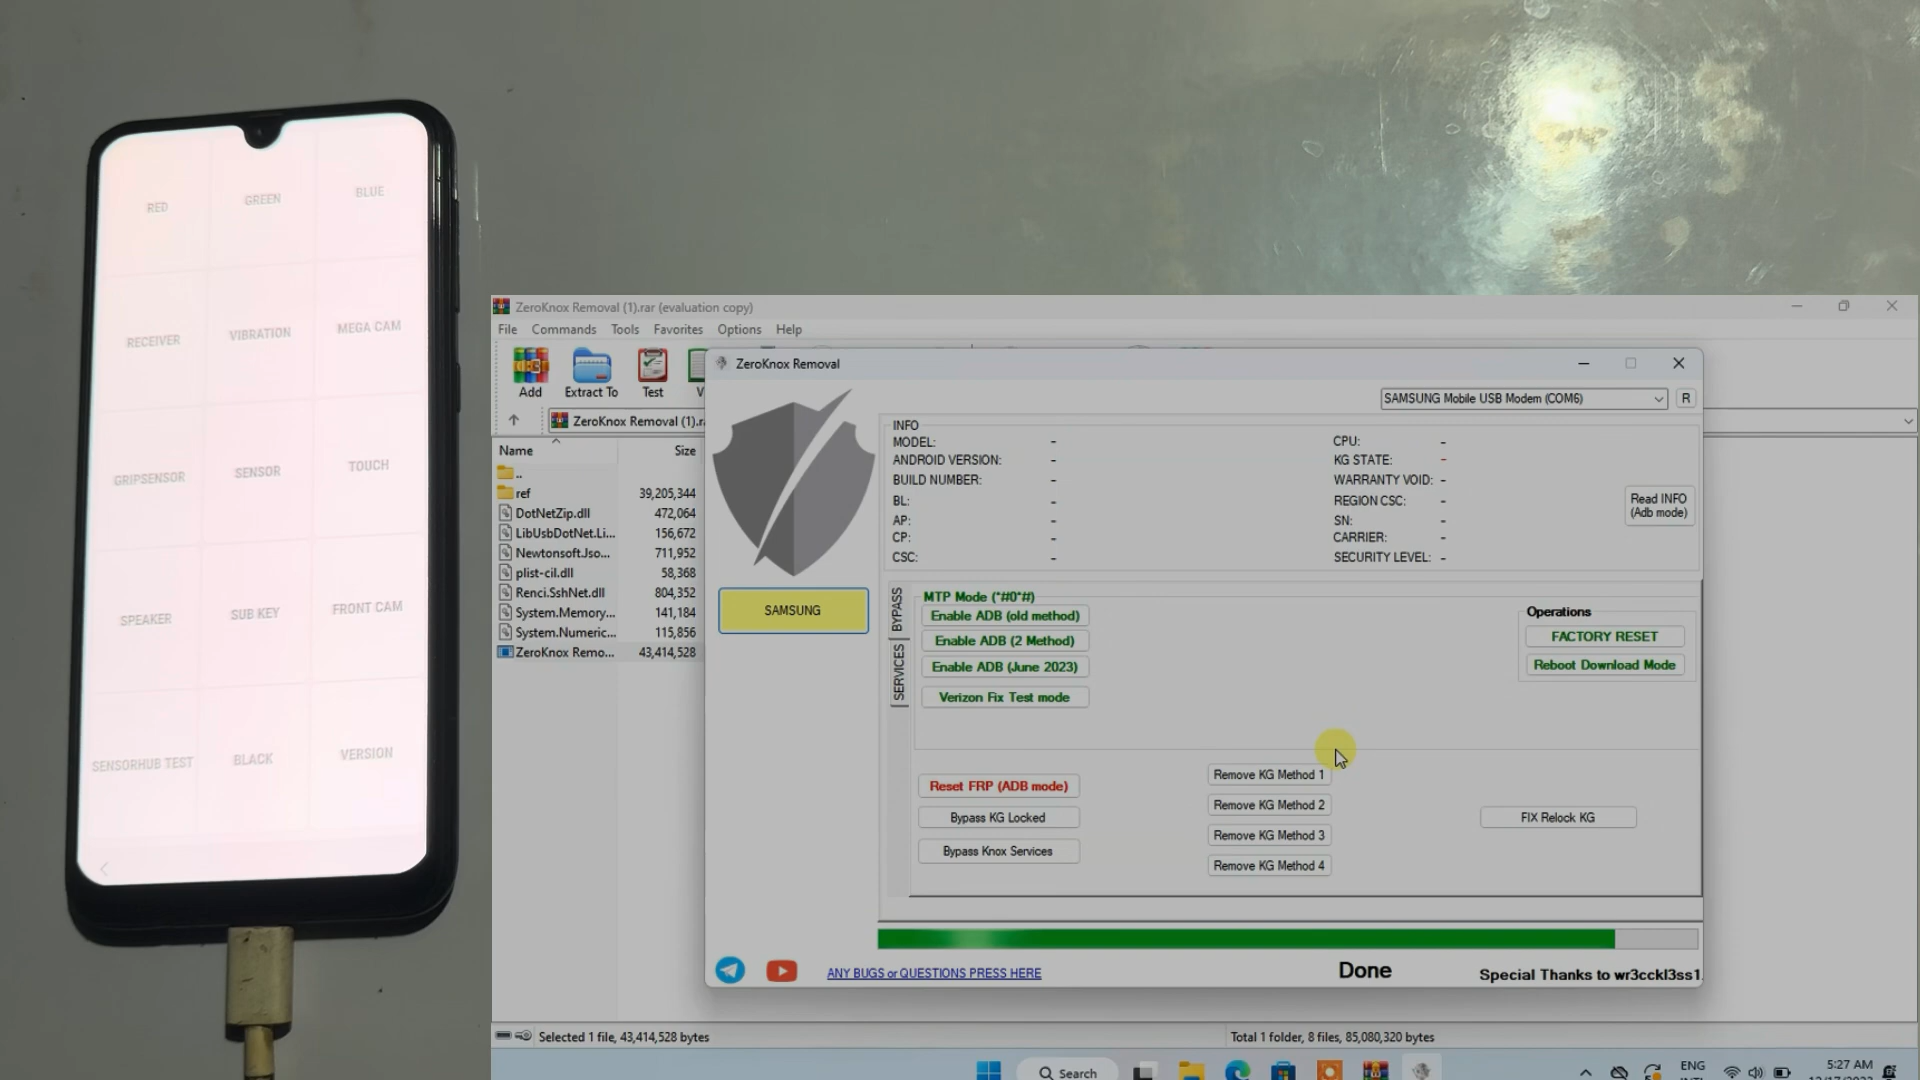 RED
GREEN
BLUE
RECEIVER
VIBRATION
MEGA CAM
GRIPSENSOR
SENSOR
TOUCH
SPEAKER
SUB KEY
FRONT CAM
SENSORHUB TEST
BLACK
VERSION
ZeroKnox Removal (1).rar (evaluation copy)
File Commands Tools Favorites Options Help
Add Extract To Test
ZeroKnox Removal (1).r
Name Size
..
ref 39,205,344
DotNetZip.dll 472,064
LibUsbDotNet.Li... 156,672
Newtonsoft.Jso... 711,952
plist-cil.dll 58,368
Renci.SshNet.dll 804,352
System.Memory... 141,184
System.Numeric... 115,856
ZeroKnox Remo... 43,414,528
ZeroKnox Removal
SAMSUNG Mobile USB Modem (COM6) R
SAMSUNG
INFO
MODEL: -
ANDROID VERSION: -
BUILD NUMBER: -
BL: -
AP: -
CP: -
CSC: -
CPU: -
KG STATE: -
WARRANTY VOID: -
REGION CSC: -
SN: -
CARRIER: -
SECURITY LEVEL: -
Read INFO
(Adb mode)
BYPASS
SERVICES
MTP Mode (*#0*#)
Enable ADB (old method)
Enable ADB (2 Method)
Enable ADB (June 2023)
Verizon Fix Test mode
Operations
FACTORY RESET
Reboot Download Mode
Reset FRP (ADB mode)
Bypass KG Locked
Bypass Knox Services
Remove KG Method 1
Remove KG Method 2
Remove KG Method 3
Remove KG Method 4
FIX Relock KG
ANY BUGS or QUESTIONS PRESS HERE
Done
Special Thanks to wr3cckl3ss1
Selected 1 file, 43,414,528 bytes
Total 1 folder, 8 files, 85,080,320 bytes
Search
ENG
5:27 AM